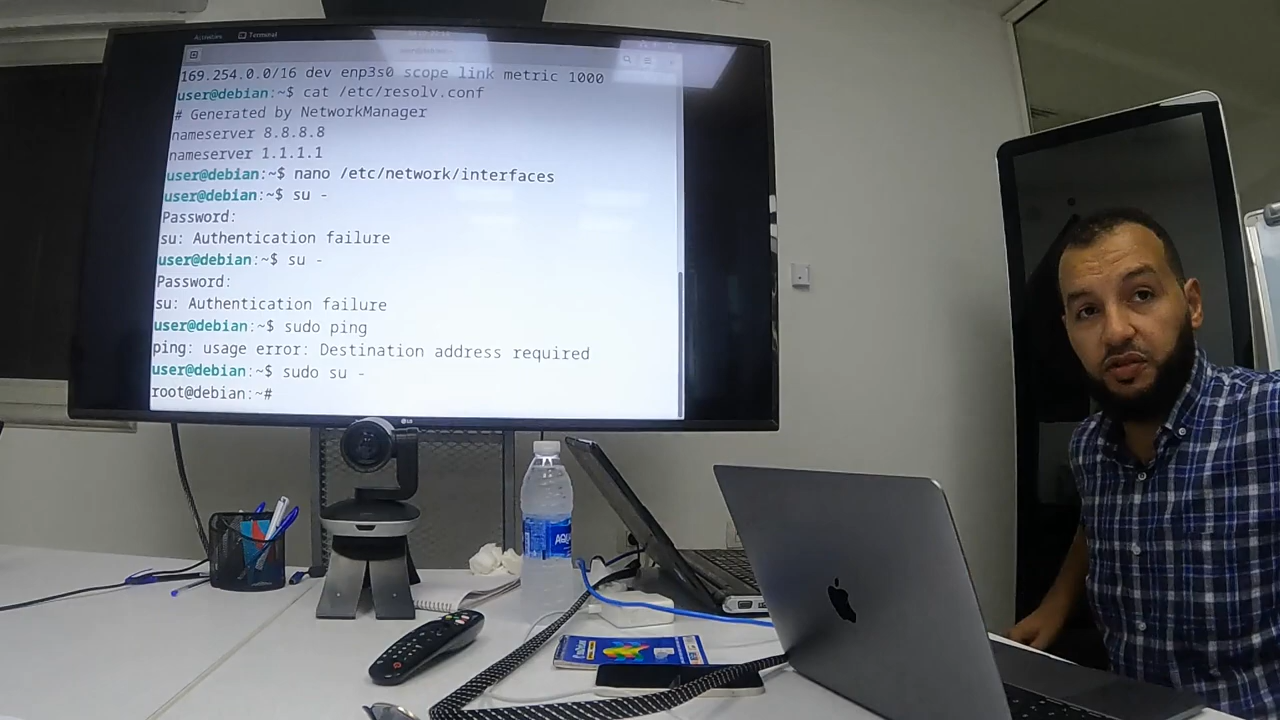 Activities
Terminal
169.254.0.0/16 dev enp3s0 scope link metric 1000
user@debian:~$ cat /etc/resolv.conf
# Generated by NetworkManager
nameserver 8.8.8.8
nameserver 1.1.1.1
user@debian:~$ nano /etc/network/interfaces
user@debian:~$ su -
Password:
su: Authentication failure
user@debian:~$ su -
Password:
su: Authentication failure
user@debian:~$ sudo ping
ping: usage error: Destination address required
user@debian:~$ sudo su -
root@debian:~#
LG